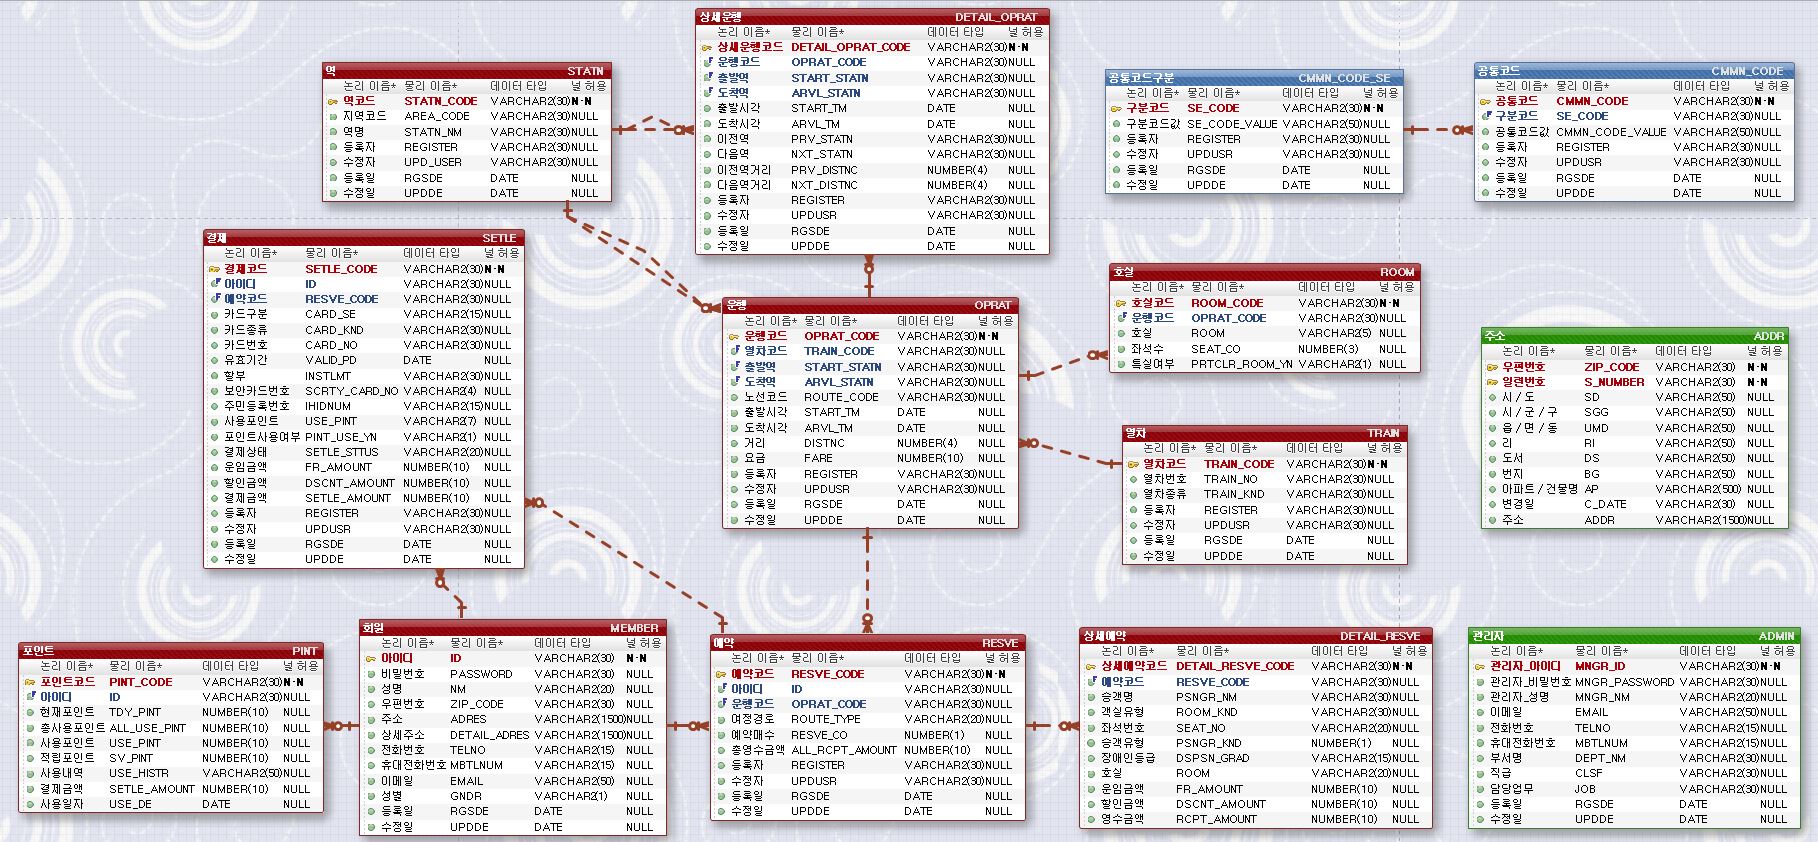 상세운행 DETAIL_OPRAT
논리 이름* 물리 이름* 데이터 타입 널 허용
상세운행코드 DETAIL_OPRAT_CODE VARCHAR2(30) N-N
운행코드 OPRAT_CODE VARCHAR2(30) NULL
출발역 START_STATN VARCHAR2(30) NULL
도착역 ARVL_STATN VARCHAR2(30) NULL
출발시각 START_TM DATE NULL
도착시각 ARVL_TM DATE NULL
이전역 PRV_STATN VARCHAR2(30) NULL
다음역 NXT_STATN VARCHAR2(30) NULL
이전역거리 PRV_DISTNC NUMBER(4) NULL
다음역거리 NXT_DISTNC NUMBER(4) NULL
등록자 REGISTER VARCHAR2(30) NULL
수정자 UPDUSR VARCHAR2(30) NULL
등록일 RGSDE DATE NULL
수정일 UPDDE DATE NULL
역 STATN
논리 이름* 물리 이름* 데이터 타입 널 허용
역코드 STATN_CODE VARCHAR2(30) N-N
지역코드 AREA_CODE VARCHAR2(30) NULL
역명 STATN_NM VARCHAR2(30) NULL
등록자 REGISTER VARCHAR2(30) NULL
수정자 UPD_USER VARCHAR2(30) NULL
등록일 RGSDE DATE NULL
수정일 UPDDE DATE NULL
공통코드구분 CMMN_CODE_SE
논리 이름* 물리 이름* 데이터 타입 널 허용
구분코드 SE_CODE VARCHAR2(30) N-N
구분코드값 SE_CODE_VALUE VARCHAR2(50) NULL
등록자 REGISTER VARCHAR2(30) NULL
수정자 UPDUSR VARCHAR2(30) NULL
등록일 RGSDE DATE NULL
수정일 UPDDE DATE NULL
공통코드 CMMN_CODE
논리 이름* 물리 이름* 데이터 타입 널 허용
공통코드 CMMN_CODE VARCHAR2(30) N-N
구분코드 SE_CODE VARCHAR2(30) NULL
공통코드값 CMMN_CODE_VALUE VARCHAR2(50) NULL
등록자 REGISTER VARCHAR2(30) NULL
수정자 UPDUSR VARCHAR2(30) NULL
등록일 RGSDE DATE NULL
수정일 UPDDE DATE NULL
결제 SETLE
논리 이름* 물리 이름* 데이터 타입 널 허용
결제코드 SETLE_CODE VARCHAR2(30) N-N
아이디 ID VARCHAR2(30) NULL
예약코드 RESVE_CODE VARCHAR2(30) NULL
카드구분 CARD_SE VARCHAR2(15) NULL
카드종류 CARD_KND VARCHAR2(30) NULL
카드번호 CARD_NO VARCHAR2(30) NULL
유효기간 VALID_PD DATE NULL
할부 INSTLMT VARCHAR2(30) NULL
보안카드번호 SCRTY_CARD_NO VARCHAR2(4) NULL
주민등록번호 IHIDNUM VARCHAR2(15) NULL
사용포인트 USE_PINT VARCHAR2(7) NULL
포인트사용여부 PINT_USE_YN VARCHAR2(1) NULL
결제상태 SETLE_STTUS VARCHAR2(20) NULL
운임금액 FR_AMOUNT NUMBER(10) NULL
할인금액 DSCNT_AMOUNT NUMBER(10) NULL
결제금액 SETLE_AMOUNT NUMBER(10) NULL
등록자 REGISTER VARCHAR2(30) NULL
수정자 UPDUSR VARCHAR2(30) NULL
등록일 RGSDE DATE NULL
수정일 UPDDE DATE NULL
운행 OPRAT
논리 이름* 물리 이름* 데이터 타입 널 허용
운행코드 OPRAT_CODE VARCHAR2(30) N-N
열차코드 TRAIN_CODE VARCHAR2(30) NULL
출발역 START_STATN VARCHAR2(30) NULL
도착역 ARVL_STATN VARCHAR2(30) NULL
노선코드 ROUTE_CODE VARCHAR2(30) NULL
출발시각 START_TM DATE NULL
도착시각 ARVL_TM DATE NULL
거리 DISTNC NUMBER(4) NULL
요금 FARE NUMBER(10) NULL
등록자 REGISTER VARCHAR2(30) NULL
수정자 UPDUSR VARCHAR2(30) NULL
등록일 RGSDE DATE NULL
수정일 UPDDE DATE NULL
호실 ROOM
논리 이름* 물리 이름* 데이터 타입 널 허용
호실코드 ROOM_CODE VARCHAR2(30) N-N
운행코드 OPRAT_CODE VARCHAR2(30) NULL
호실 ROOM VARCHAR2(5) NULL
좌석수 SEAT_CO NUMBER(3) NULL
특실여부 PRTCLR_ROOM_YN VARCHAR2(1) NULL
열차 TRAIN
논리 이름* 물리 이름* 데이터 타입 널 허용
열차코드 TRAIN_CODE VARCHAR2(30) N-N
열차번호 TRAIN_NO VARCHAR2(30) NULL
열차종류 TRAIN_KND VARCHAR2(30) NULL
등록자 REGISTER VARCHAR2(30) NULL
수정자 UPDUSR VARCHAR2(30) NULL
등록일 RGSDE DATE NULL
수정일 UPDDE DATE NULL
주소 ADDR
논리 이름* 물리 이름* 데이터 타입 널 허용
우편번호 ZIP_CODE VARCHAR2(30) N-N
일련번호 S_NUMBER VARCHAR2(30) N-N
시/도 SD VARCHAR2(50) NULL
시/군/구 SGG VARCHAR2(50) NULL
읍/면/동 UMD VARCHAR2(50) NULL
리 RI VARCHAR2(50) NULL
도서 DS VARCHAR2(50) NULL
번지 BG VARCHAR2(50) NULL
아파트/건물명 AP VARCHAR2(500) NULL
변경일 C_DATE VARCHAR2(30) NULL
주소 ADDR VARCHAR2(1500) NULL
포인트 PINT
논리 이름* 물리 이름* 데이터 타입 널 허용
포인트코드 PINT_CODE VARCHAR2(30) N-N
아이디 ID VARCHAR2(30) NULL
현재포인트 TDY_PINT NUMBER(10) NULL
총사용포인트 ALL_USE_PINT NUMBER(10) NULL
사용포인트 USE_PINT NUMBER(10) NULL
적립포인트 SV_PINT NUMBER(10) NULL
사용내역 USE_HISTR VARCHAR2(50) NULL
결제금액 SETLE_AMOUNT NUMBER(10) NULL
사용일자 USE_DE DATE NULL
회원 MEMBER
논리 이름* 물리 이름* 데이터 타입 널 허용
아이디 ID VARCHAR2(30) N-N
비밀번호 PASSWORD VARCHAR2(30) NULL
성명 NM VARCHAR2(20) NULL
우편번호 ZIP_CODE VARCHAR2(30) NULL
주소 ADRES VARCHAR2(1500) NULL
상세주소 DETAIL_ADRES VARCHAR2(1500) NULL
전화번호 TELNO VARCHAR2(15) NULL
휴대전화번호 MBTLNUM VARCHAR2(15) NULL
이메일 EMAIL VARCHAR2(50) NULL
성별 GNDR VARCHAR2(1) NULL
등록일 RGSDE DATE NULL
수정일 UPDDE DATE NULL
예약 RESVE
논리 이름* 물리 이름* 데이터 타입 널 허용
예약코드 RESVE_CODE VARCHAR2(30) N-N
아이디 ID VARCHAR2(30) NULL
운행코드 OPRAT_CODE VARCHAR2(30) NULL
여정경로 ROUTE_TYPE VARCHAR2(20) NULL
예약매수 RESVE_CO NUMBER(1) NULL
총영수금액 ALL_RCPT_AMOUNT NUMBER(10) NULL
등록자 REGISTER VARCHAR2(30) NULL
수정자 UPDUSR VARCHAR2(30) NULL
등록일 RGSDE DATE NULL
수정일 UPDDE DATE NULL
상세예약 DETAIL_RESVE
논리 이름* 물리 이름* 데이터 타입 널 허용
상세예약코드 DETAIL_RESVE_CODE VARCHAR2(30) N-N
예약코드 RESVE_CODE VARCHAR2(30) NULL
승객명 PSNGR_NM VARCHAR2(30) NULL
객실유형 ROOM_KND VARCHAR2(30) NULL
좌석번호 SEAT_NO VARCHAR2(20) NULL
승객유형 PSNGR_KND NUMBER(1) NULL
장애인등급 DSPSN_GRAD VARCHAR2(15) NULL
호실 ROOM VARCHAR2(20) NULL
운임금액 FR_AMOUNT NUMBER(10) NULL
할인금액 DSCNT_AMOUNT NUMBER(10) NULL
영수금액 RCPT_AMOUNT NUMBER(10) NULL
관리자 ADMIN
논리 이름* 물리 이름* 데이터 타입 널 허용
관리자_아이디 MNGR_ID VARCHAR2(30) N-N
관리자_비밀번호 MNGR_PASSWORD VARCHAR2(30) NULL
관리자_성명 MNGR_NM VARCHAR2(20) NULL
이메일 EMAIL VARCHAR2(50) NULL
전화번호 TELNO VARCHAR2(15) NULL
휴대전화번호 MBTLNUM VARCHAR2(15) NULL
부서명 DEPT_NM VARCHAR2(30) NULL
직급 CLSF VARCHAR2(30) NULL
담당업무 JOB VARCHAR2(30) NULL
등록일 RGSDE DATE NULL
수정일 UPDDE DATE NULL